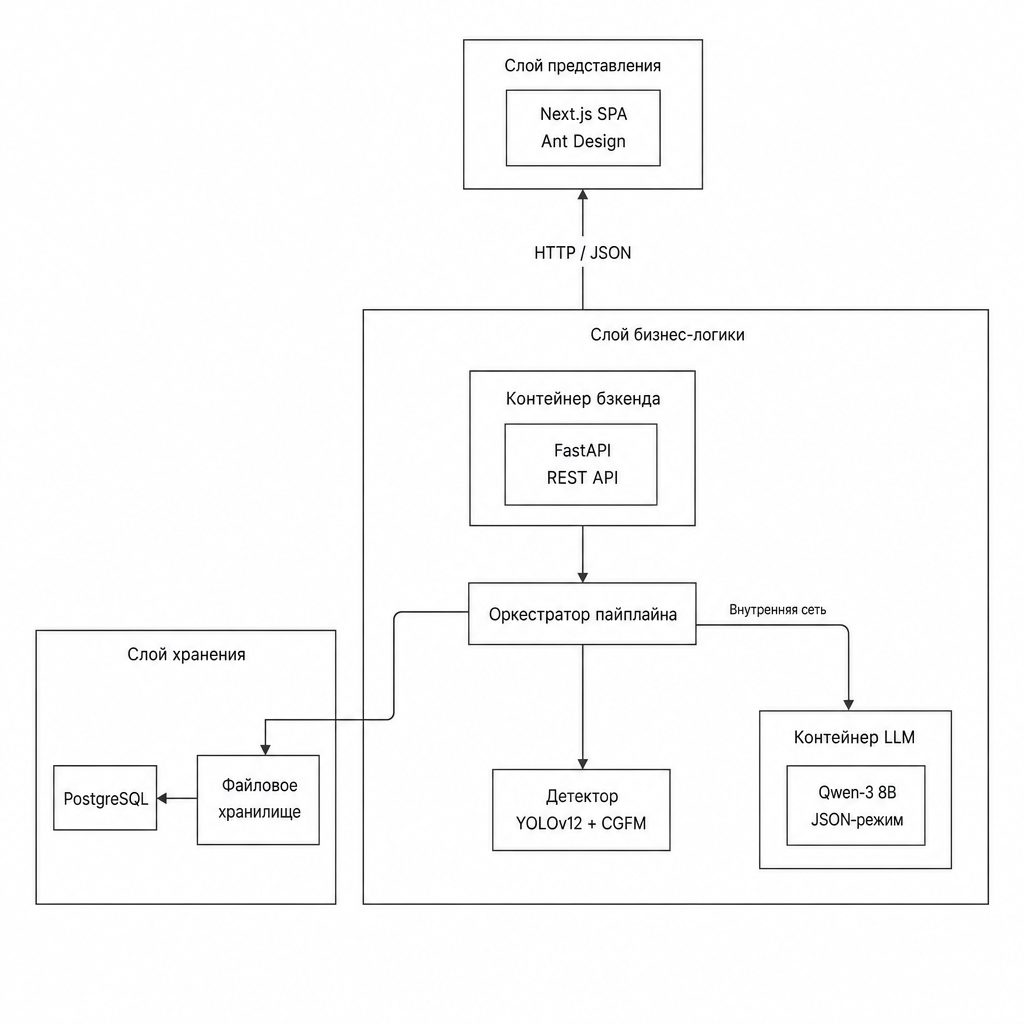 Слой представления
Next.js SPA
Ant Design
HTTP / JSON
Слой бизнес-логики
Контейнер бзкенда
FastAPI
REST API
Оркестратор пайплайна
Внутренняя сеть
Слой хранения
PostgreSQL
Файловое
хранилище
Детектор
YOLOv12 + CGFM
Контейнер LLM
Qwen-3 8B
JSON-режим